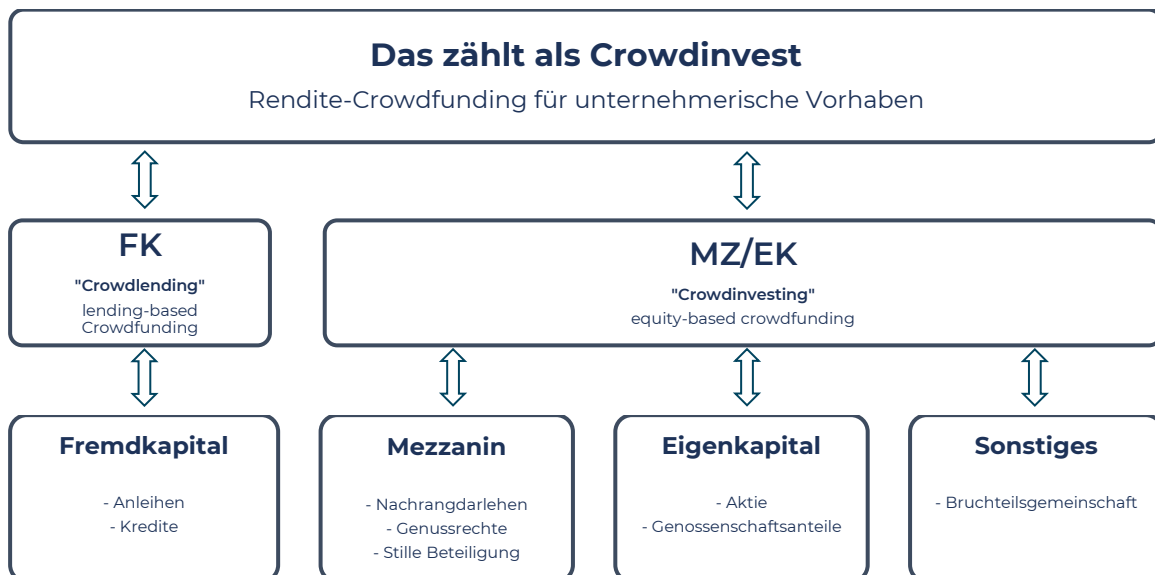 Das zählt als Crowdinvest
Rendite-Crowdfunding für unternehmerische Vorhaben
FK
"Crowdlending"
lending-based
Crowdfunding
MZ/EK
"Crowdinvesting"
equity-based crowdfunding
Fremdkapital
- Anleihen
- Kredite
Mezzanin
- Nachrangdarlehen
- Genussrechte
- Stille Beteiligung
Eigenkapital
- Aktie
- Genossenschaftsanteile
Sonstiges
- Bruchteilsgemeinschaft